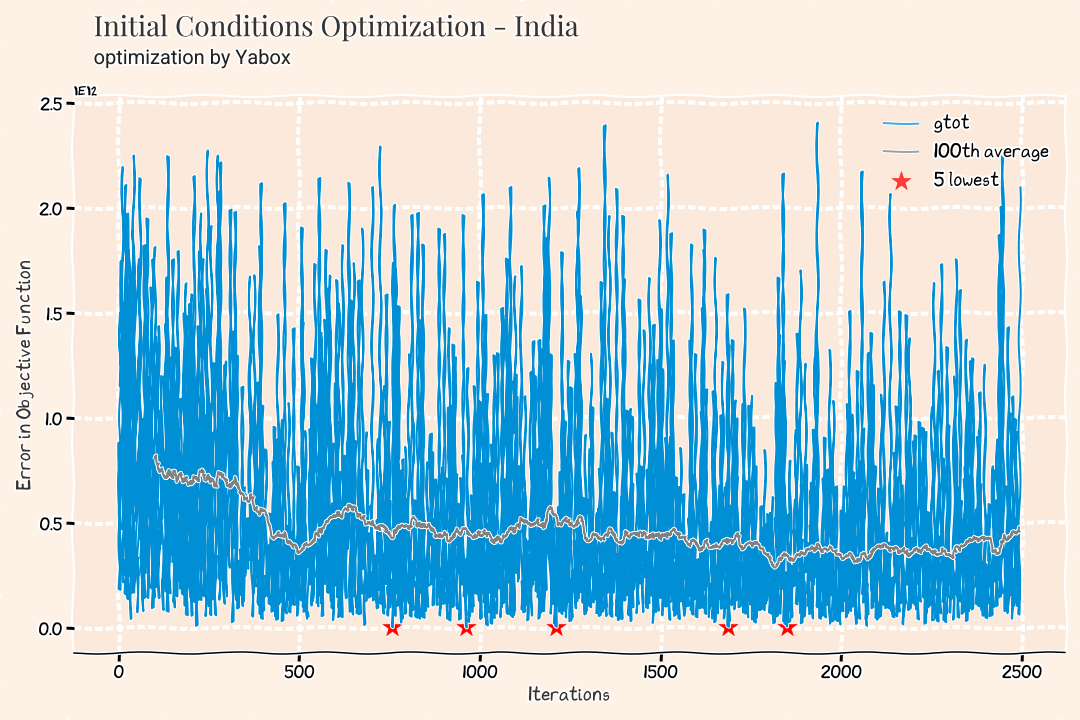 Initial Conditions Optimization - India
optimization by Yabox
1E12
gtot
100th average
5 lowest
2.5
2.0
1.5
1.0
0.5
0.0
Error in Objective Function
0 500 1000 1500 2000 2500
Iterations